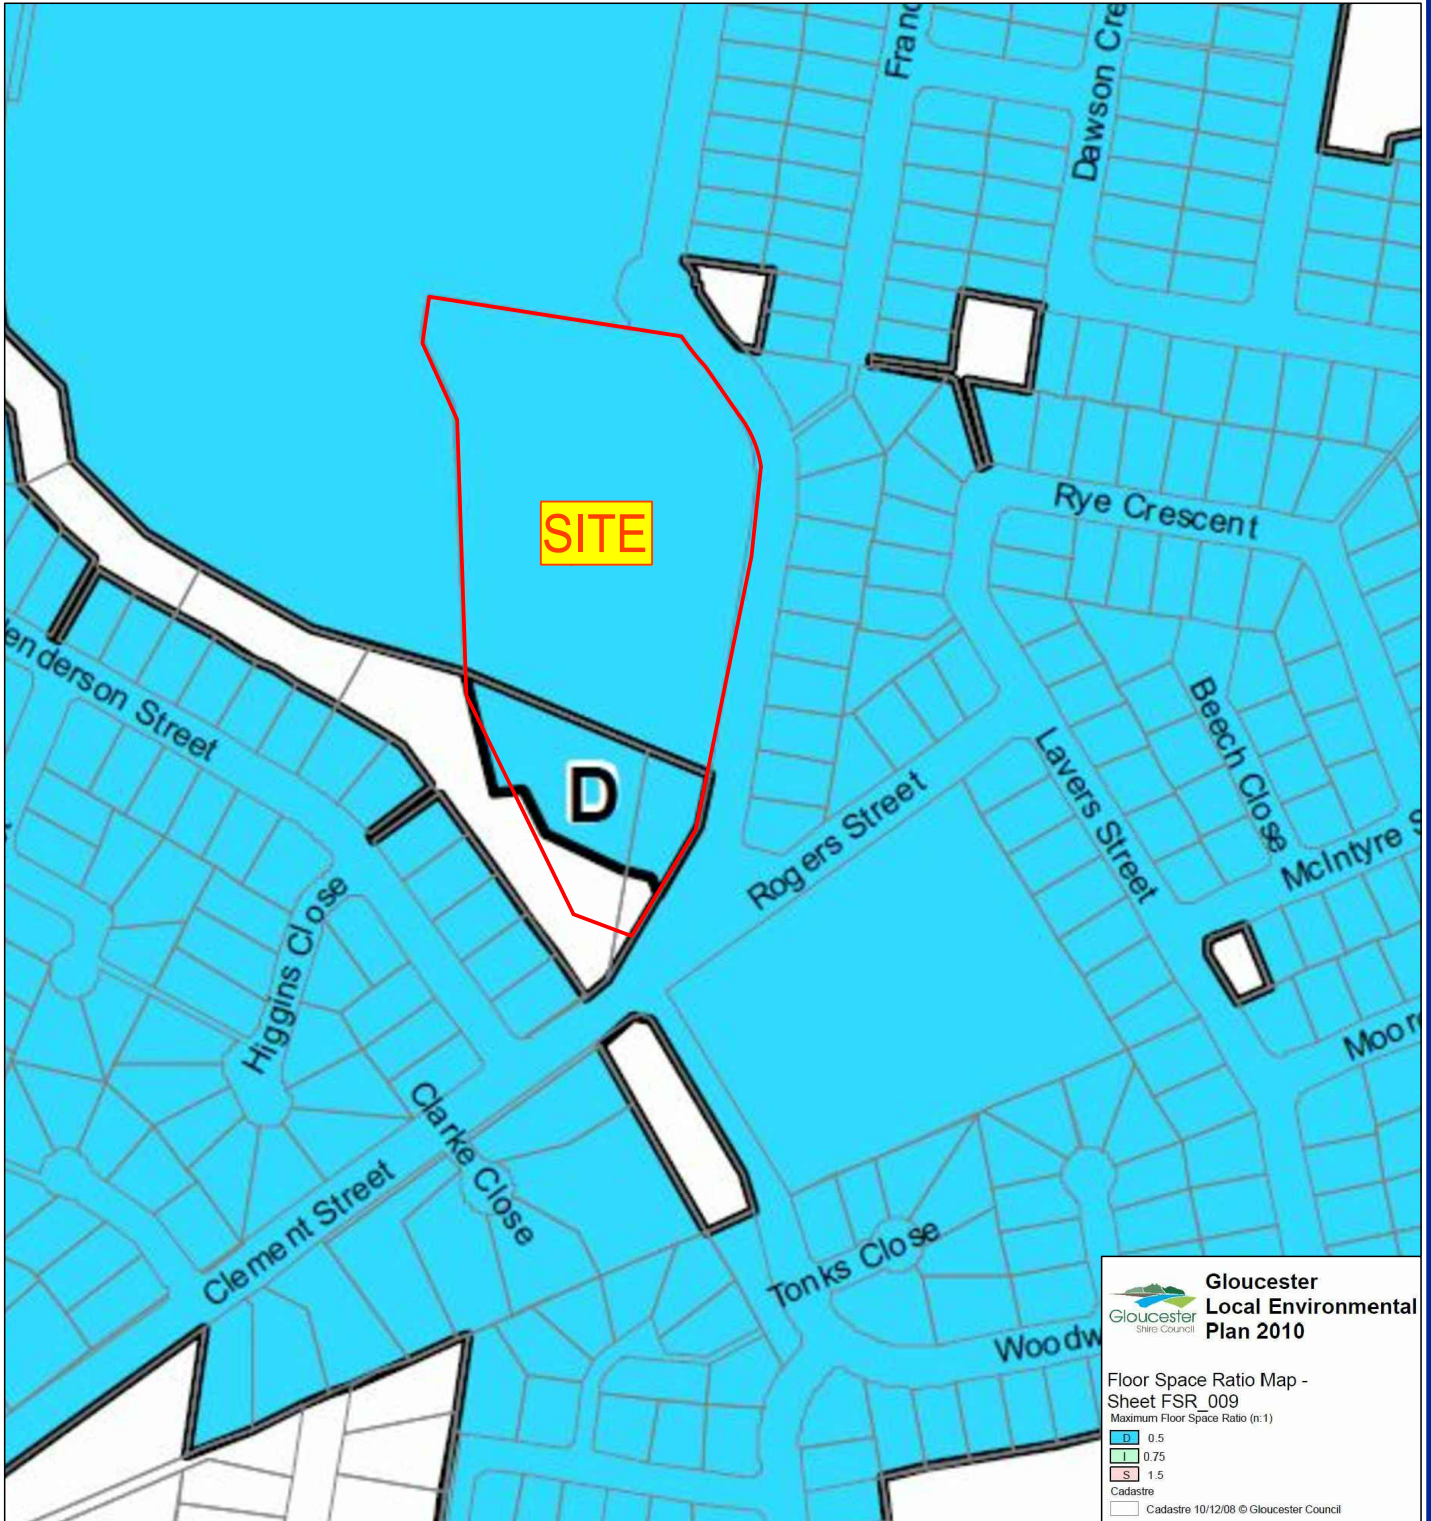 Franc
Dawson Cre
SITE
Rye Crescent
enderson Street
Beech Close
D
Lavers Street
Rogers Street
McIntyre S
Higgins Close
Moore
Clarke Close
Clement Street
Tonks Close
Woodw
Gloucester
Shire Council
Gloucester
Local Environmental
Plan 2010
Floor Space Ratio Map -
Sheet FSR_009
Maximum Floor Space Ratio (n:1)
D 0.5
I 0.75
S 1.5
Cadastre
Cadastre 10/12/08 © Gloucester Council